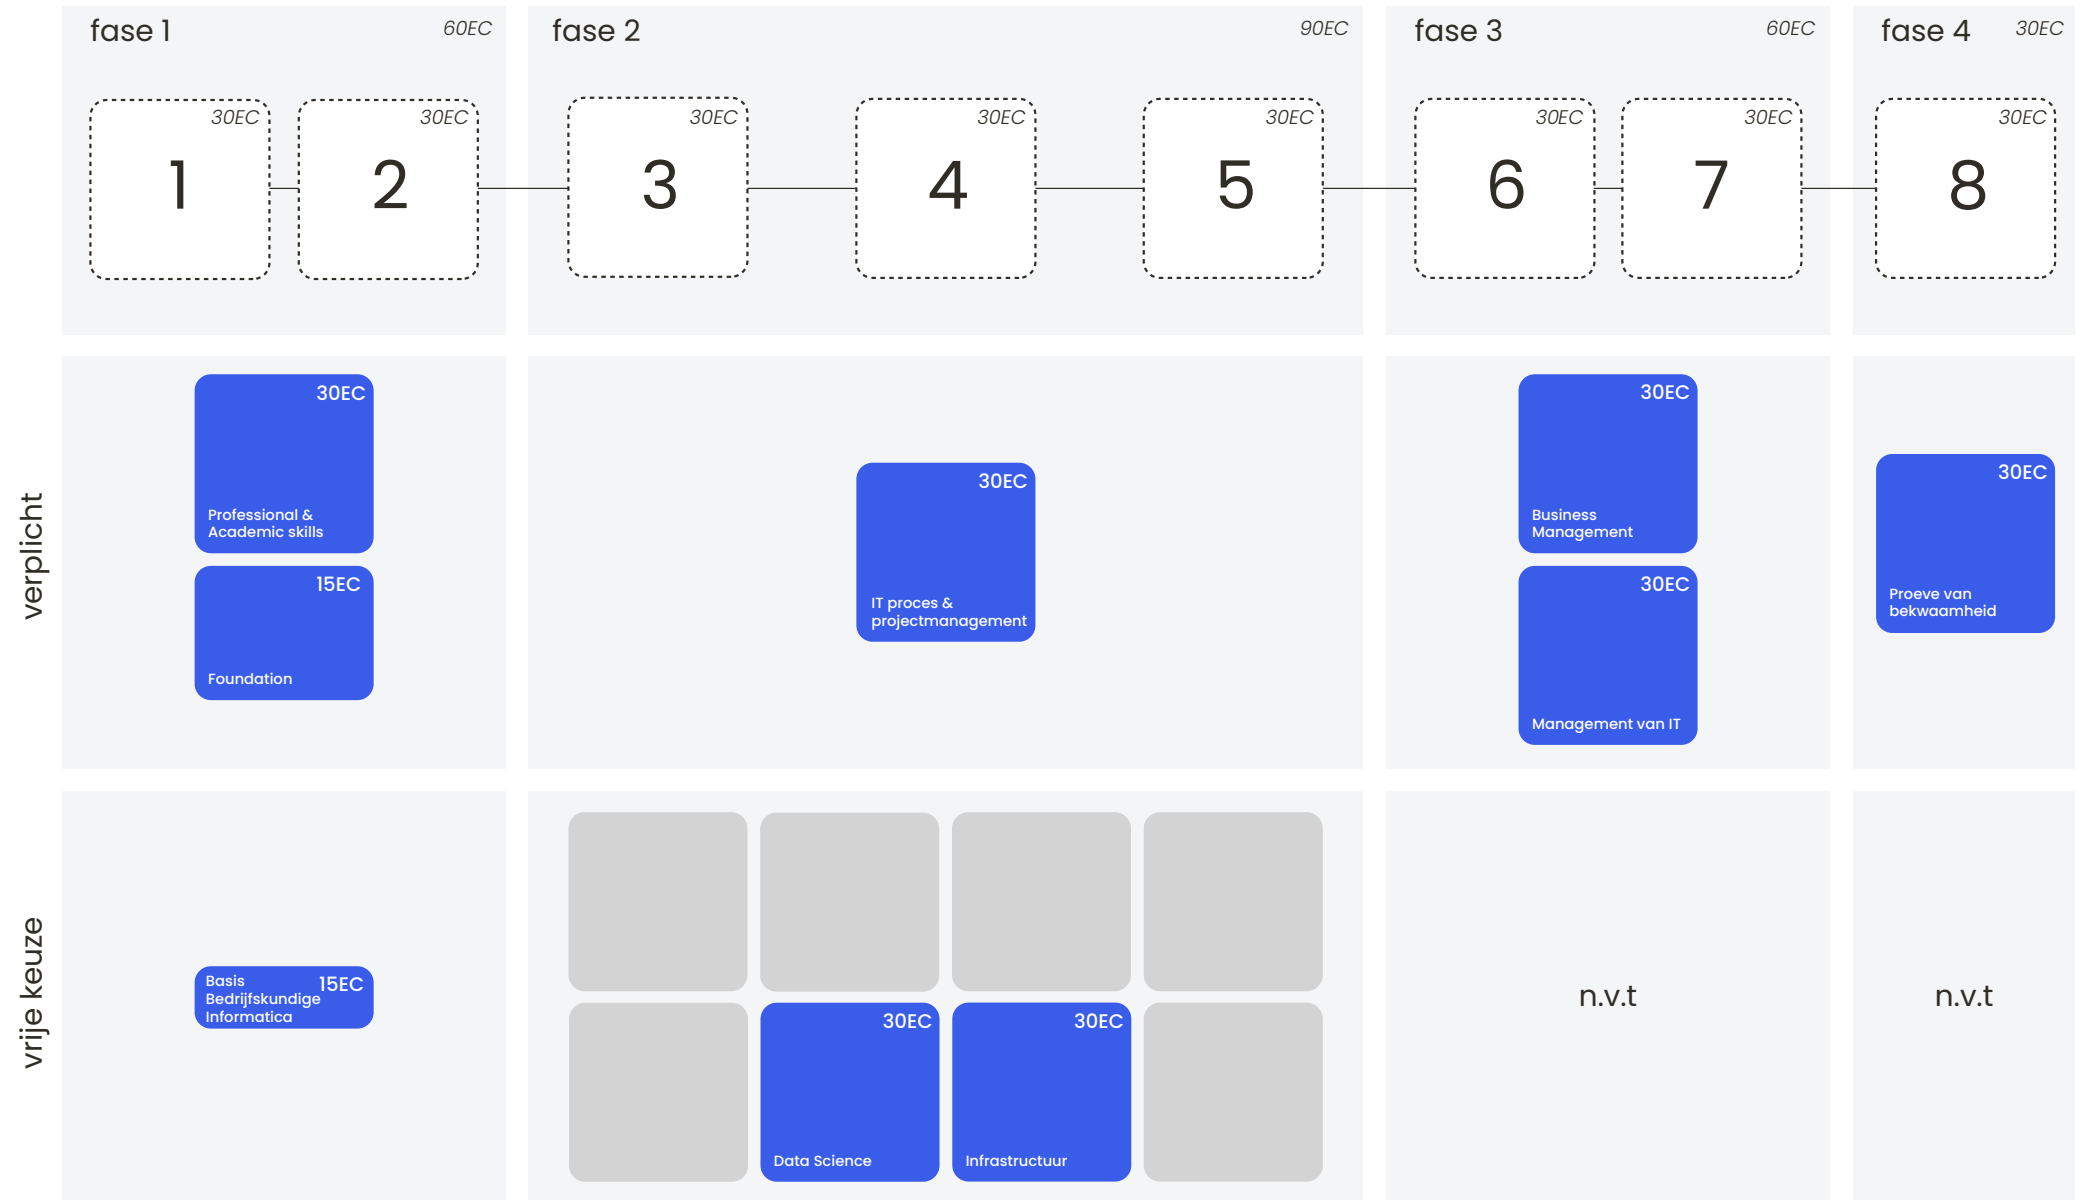 fase 1
60EC
fase 2
90EC
fase 3
60EC
fase 4
30EC
30EC
1
30EC
2
30EC
3
30EC
4
30EC
5
30EC
6
30EC
7
30EC
8
verplicht
30EC
Professional &
Academic skills
15EC
Foundation
30EC
IT proces &
projectmanagement
30EC
Business
Management
30EC
Management van IT
30EC
Proeve van
bekwaamheid
vrije keuze
Basis
Bedrijfskundige
Informatica
15EC
30EC
Data Science
30EC
Infrastructuur
n.v.t
n.v.t